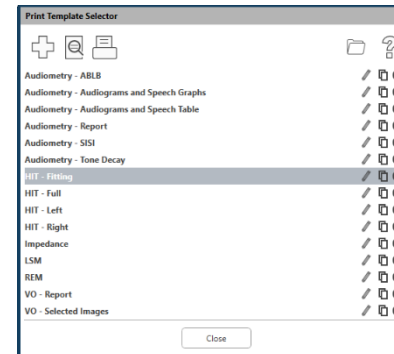 Print Template Selector
Audiometry - ABLB
Audiometry - Audiograms and Speech Graphs
Audiometry - Audiograms and Speech Table
Audiometry - Report
Audiometry - SISI
Audiometry - Tone Decay
HIT - Fitting
HIT - Full
HIT - Left
HIT - Right
Impedance
LSM
REM
VO - Report
VO - Selected Images
Close